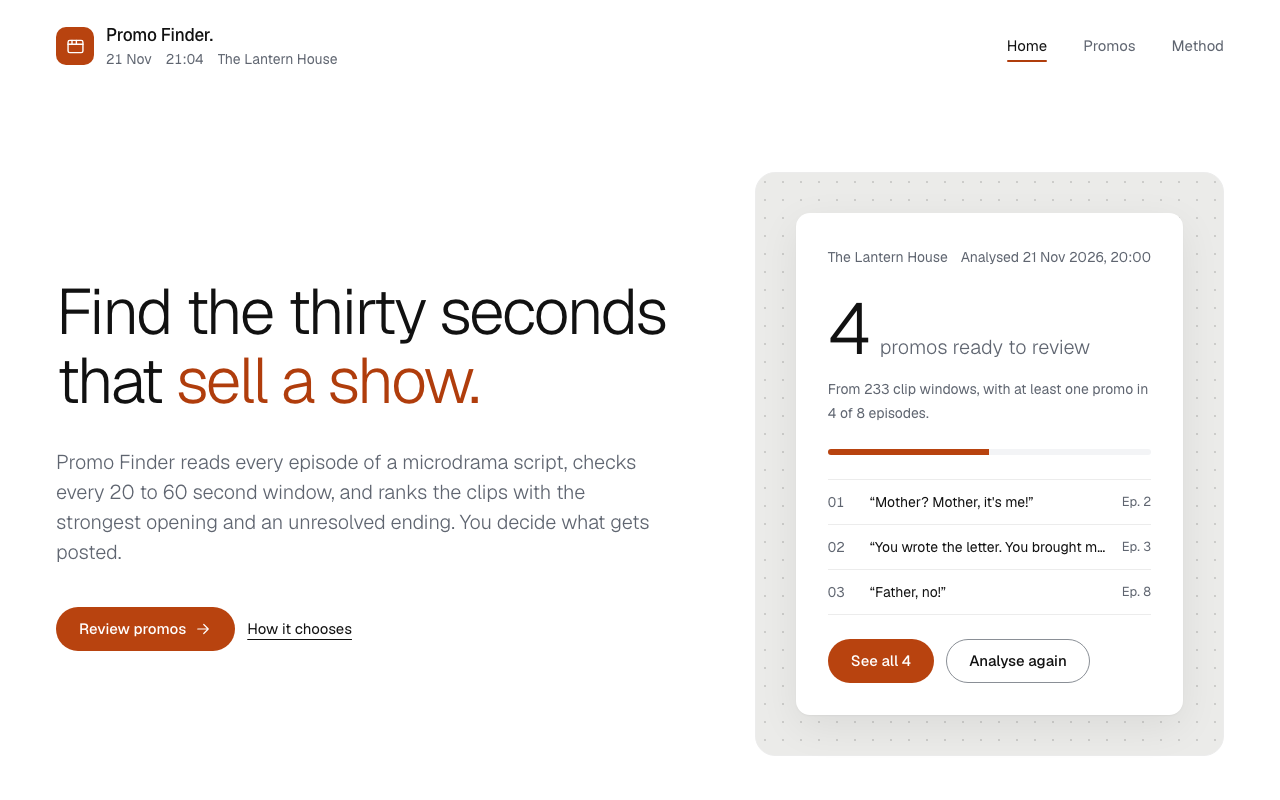 Promo Finder.
21 Nov 21:04 The Lantern House
Home Promos Method
Find the thirty seconds
that sell a show.
Promo Finder reads every episode of a microdrama script, checks
every 20 to 60 second window, and ranks the clips with the
strongest opening and an unresolved ending. You decide what gets
posted.
Review promos →
How it chooses
The Lantern House Analysed 21 Nov 2026, 20:00
4 promos ready to review
From 233 clip windows, with at least one promo in
4 of 8 episodes.
01 “Mother? Mother, it's me!” Ep. 2
02 “You wrote the letter. You brought m… Ep. 3
03 “Father, no!” Ep. 8
See all 4
Analyse again